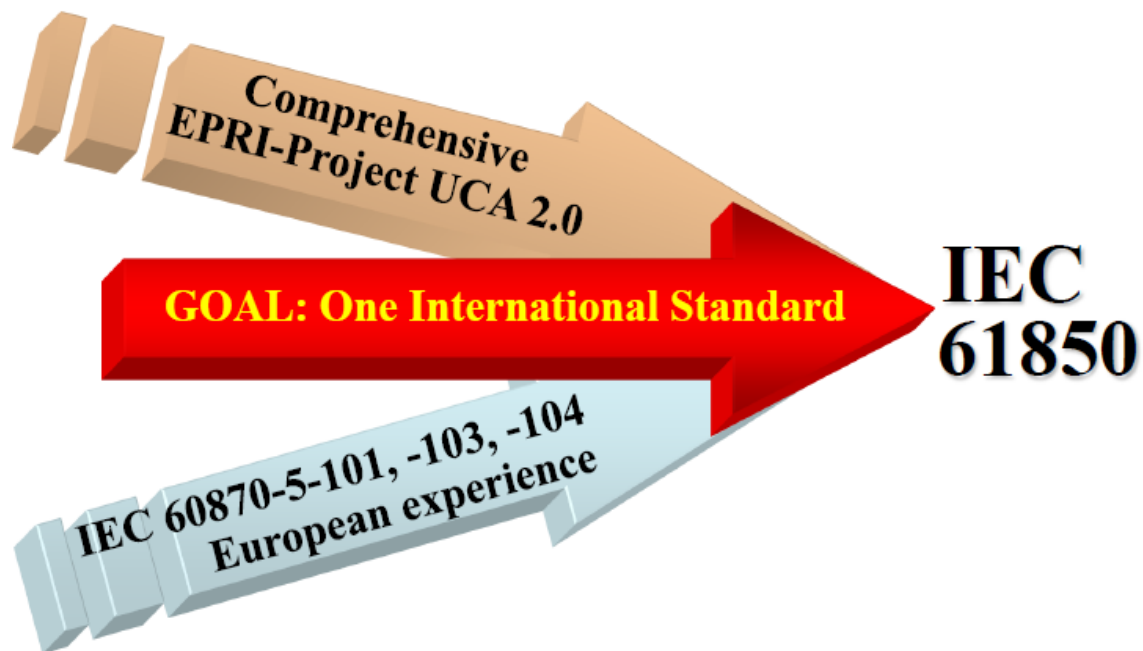 Comprehensive
EPRI-Project UCA 2.0
GOAL: One International Standard
IEC
61850
IEC 60870-5-101, -103, -104
European experience